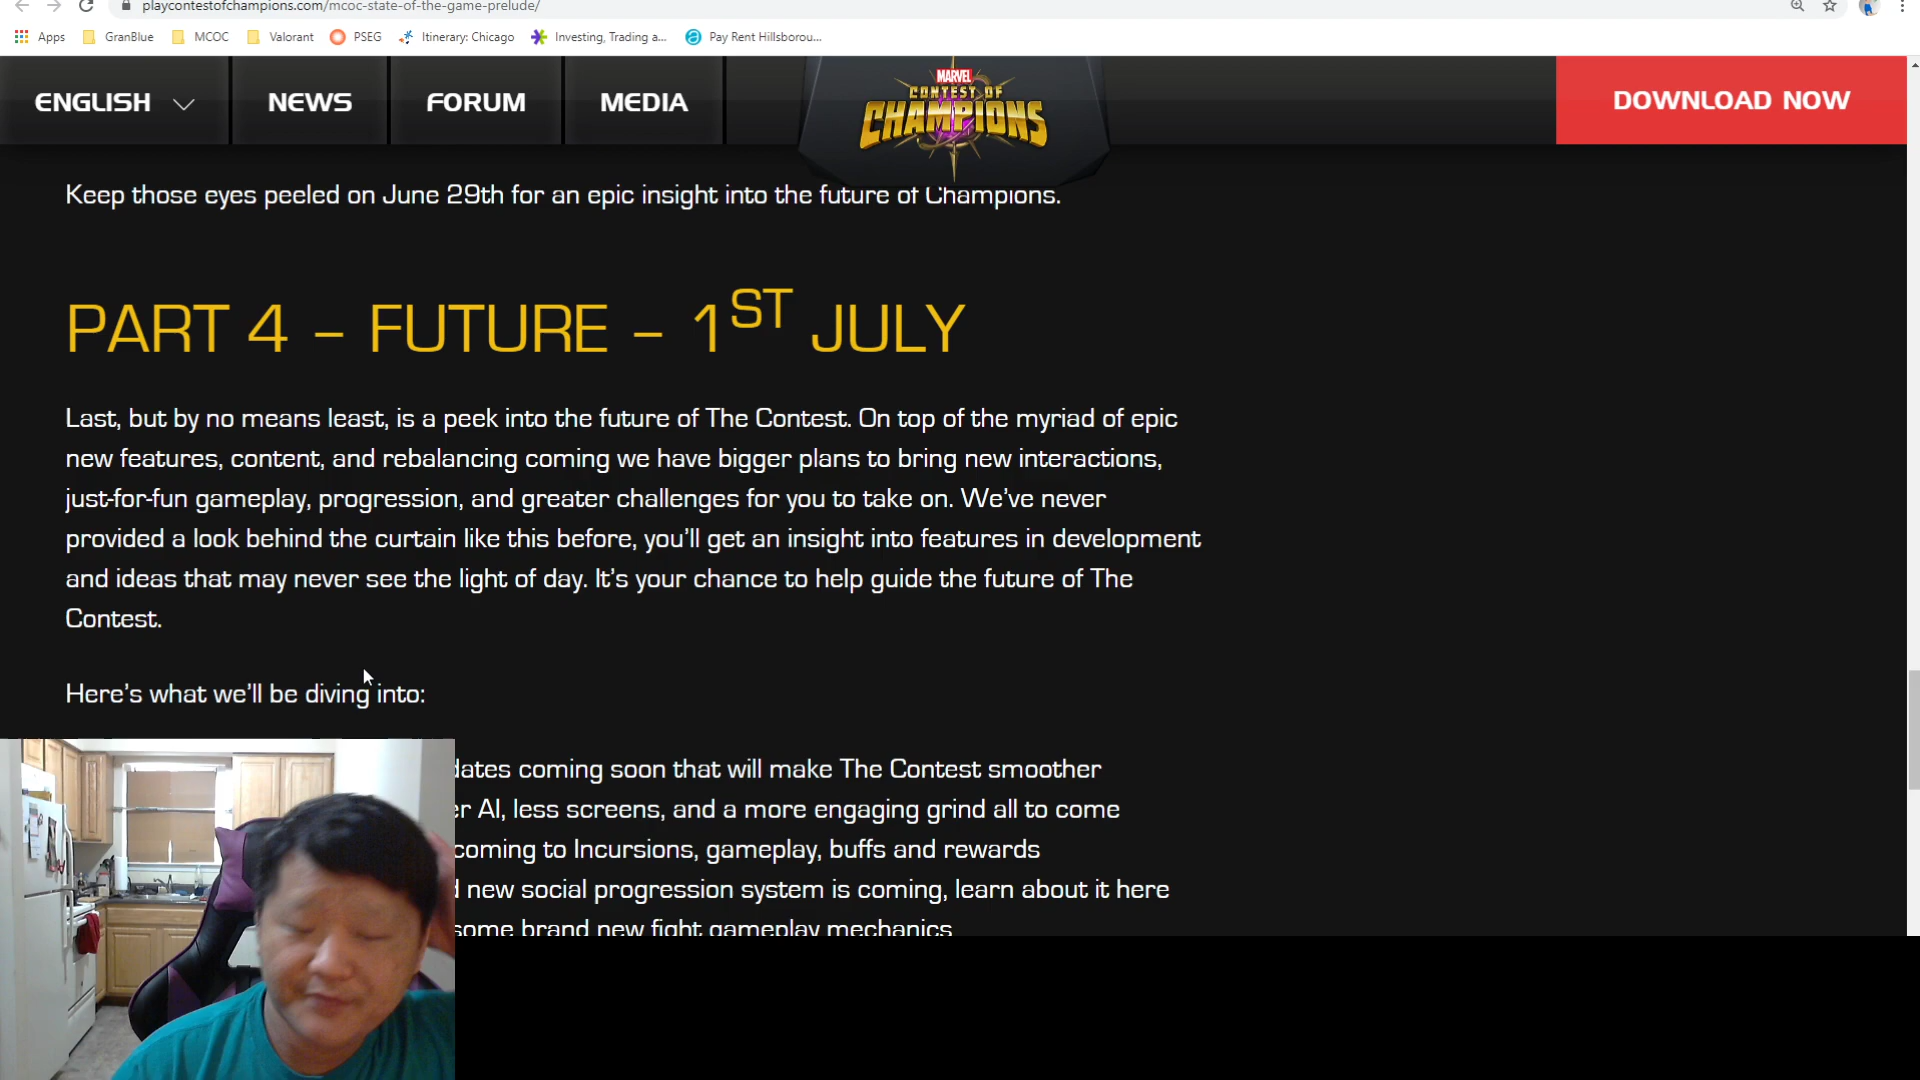 playcontestofchampions.com/mcoc-state-of-the-game-prelude/
Apps GranBlue MCOC Valorant PSEG Itinerary: Chicago Investing, Trading a... Pay Rent Hillsborou...
ENGLISH NEWS FORUM MEDIA
MARVEL
CONTEST OF
CHAMPIONS
DOWNLOAD NOW
Keep those eyes peeled on June 29th for an epic insight into the future of Champions.
PART 4 – FUTURE – 1ST JULY
Last, but by no means least, is a peek into the future of The Contest. On top of the myriad of epic
new features, content, and rebalancing coming we have bigger plans to bring new interactions,
just-for-fun gameplay, progression, and greater challenges for you to take on. We’ve never
provided a look behind the curtain like this before, you’ll get an insight into features in development
and ideas that may never see the light of day. It’s your chance to help guide the future of The
Contest.
Here’s what we’ll be diving into:
coming soon that will make The Contest smoother
AI, less screens, and a more engaging grind all to come
coming to Incursions, gameplay, buffs and rewards
new social progression system is coming, learn about it here
some brand new fight gameplay mechanics